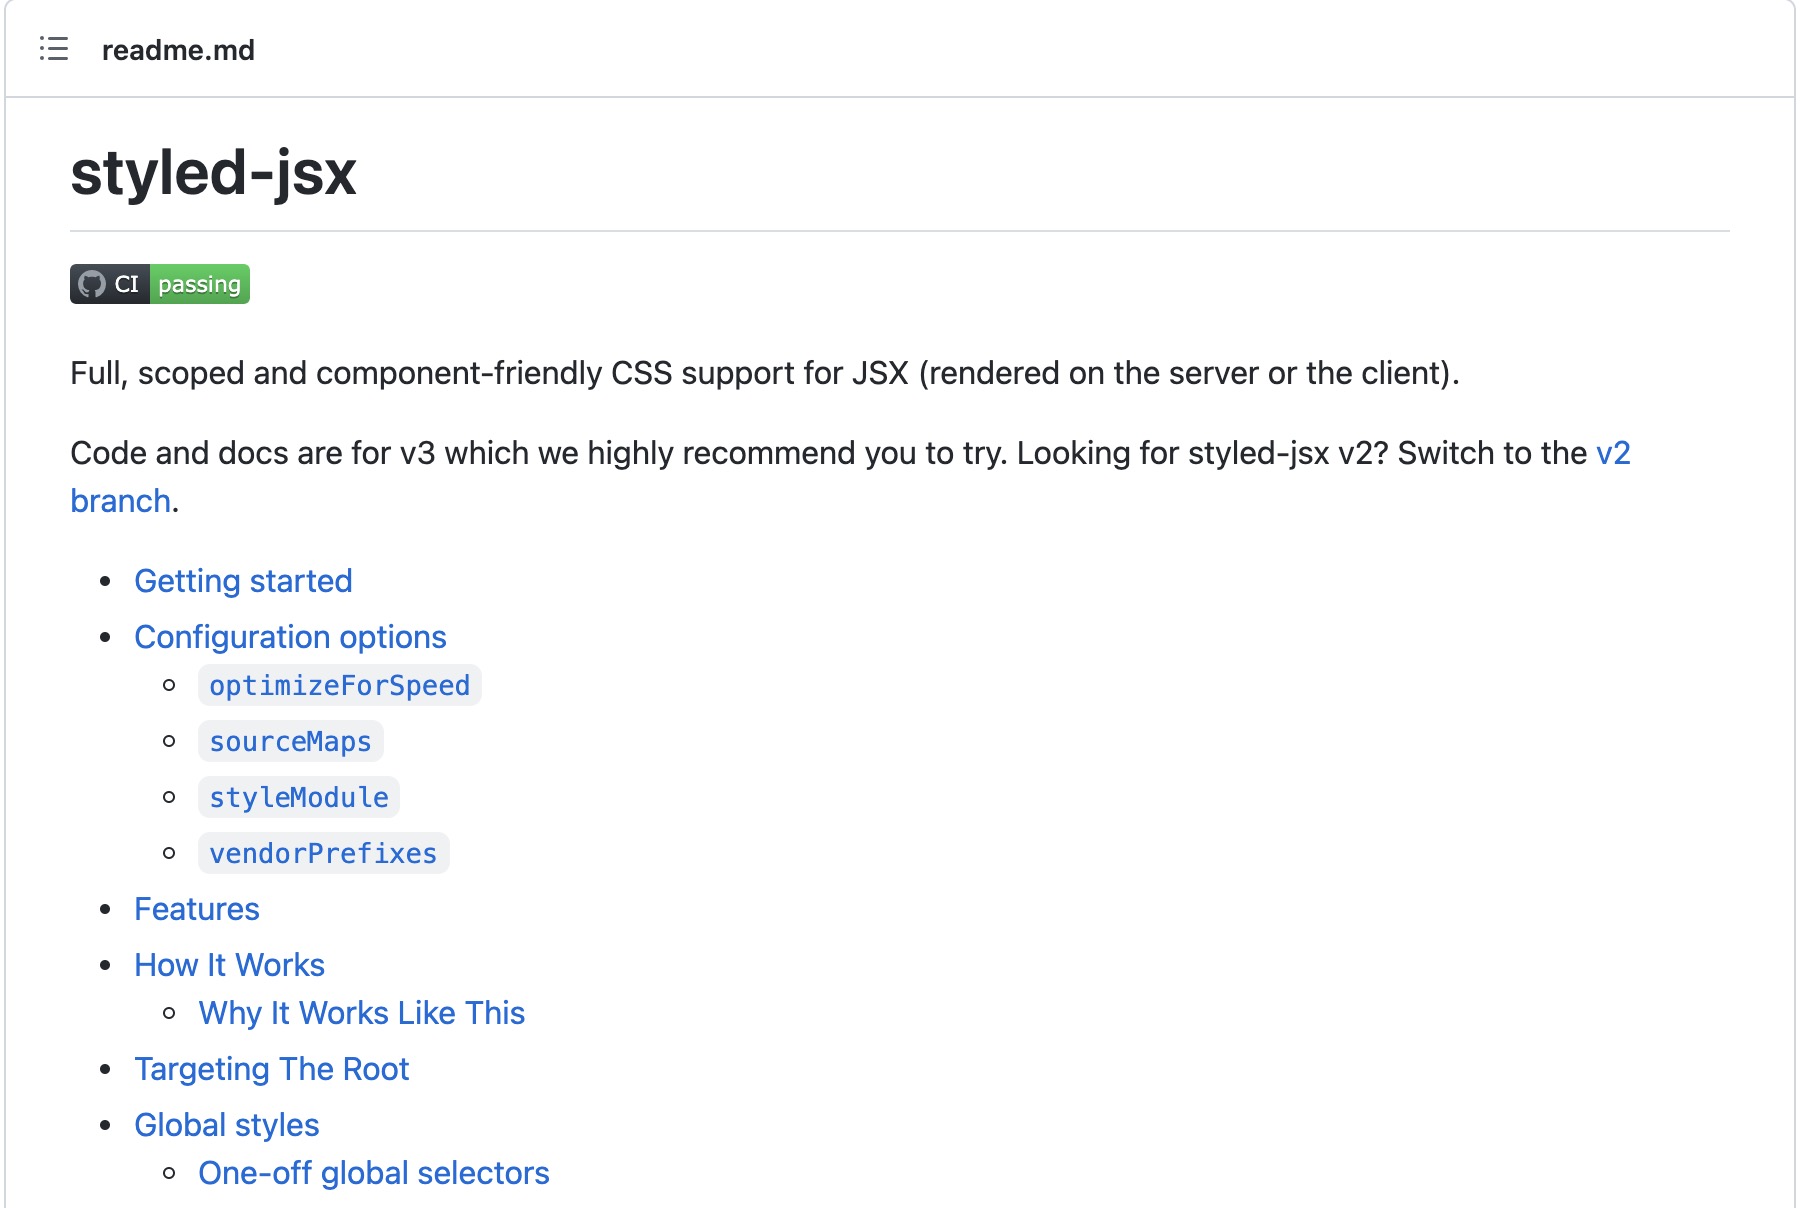 readme.md
styled-jsx
CI passing
Full, scoped and component-friendly CSS support for JSX (rendered on the server or the client).
Code and docs are for v3 which we highly recommend you to try. Looking for styled-jsx v2? Switch to the v2
branch.
Getting started
Configuration options
optimizeForSpeed
sourceMaps
styleModule
vendorPrefixes
Features
How It Works
Why It Works Like This
Targeting The Root
Global styles
One-off global selectors